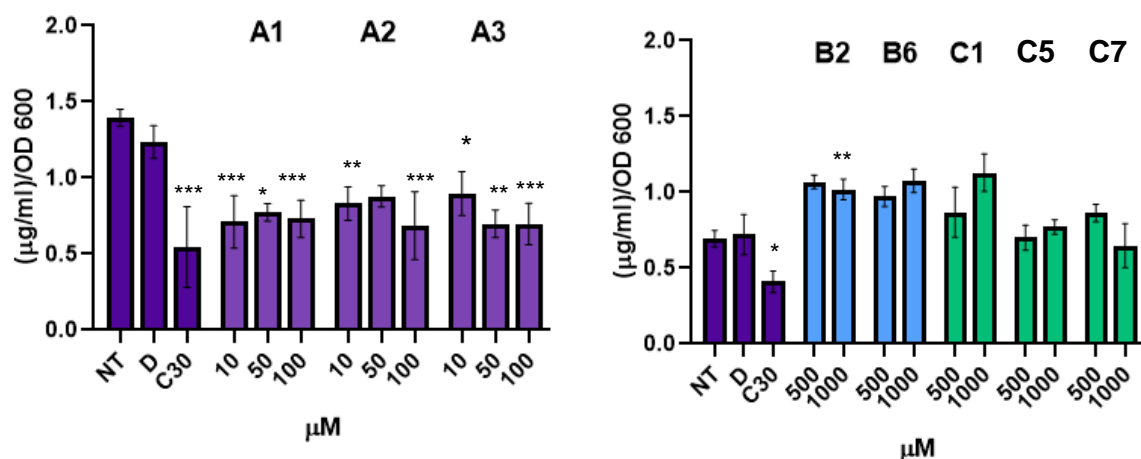 2.0 A1 A2 A3
1.5
1.0
0.5
0.0
(μg/ml)/OD 600
*** *** * *** ** *** * ** ***
NT D C30 10 50 100 10 50 100 10 50 100
μM
2.0 B2 B6 C1 C5 C7
1.5
1.0
0.5
0.0
(μg/ml)/OD 600
* **
NT D C30 500 1000 500 1000 500 1000 500 1000 500 1000
μM